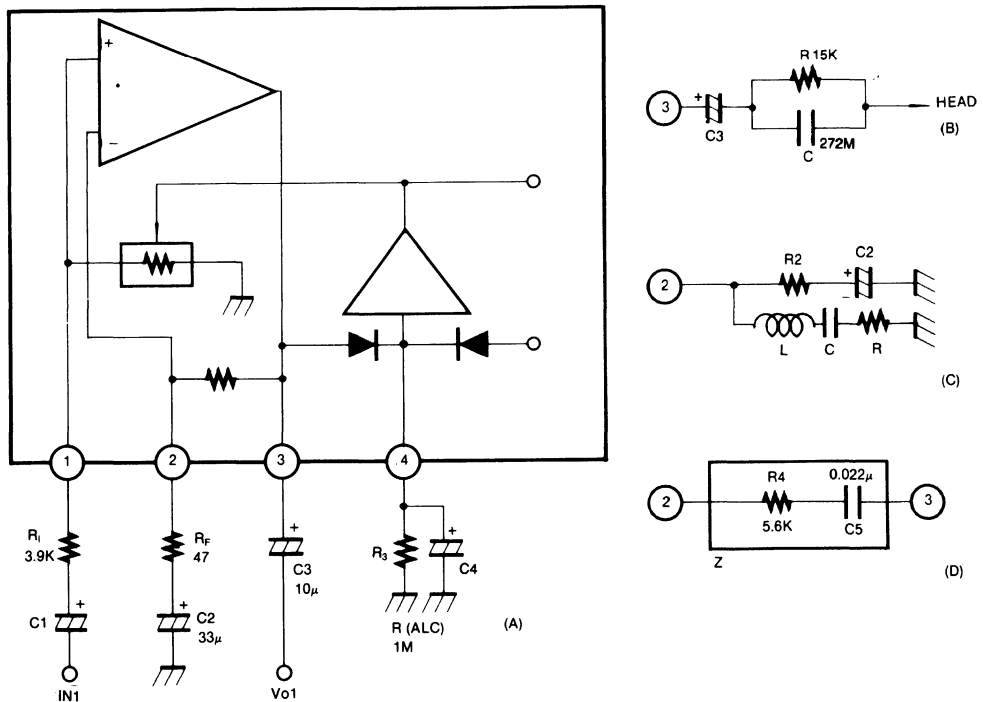 +
−
1
2
3
4
R₁
3.9K
+
C1
IN1
R_F
47
+
C2
33μ
+
C3
10μ
Vo1
R₃
+
C4
R (ALC)
1M
(A)
R 15K
3
+
C3
C
272M
HEAD
(B)
2
R2
C2
+
−
L
C
R
(C)
2
R4
5.6K
0.022μ
C5
3
Z
(D)